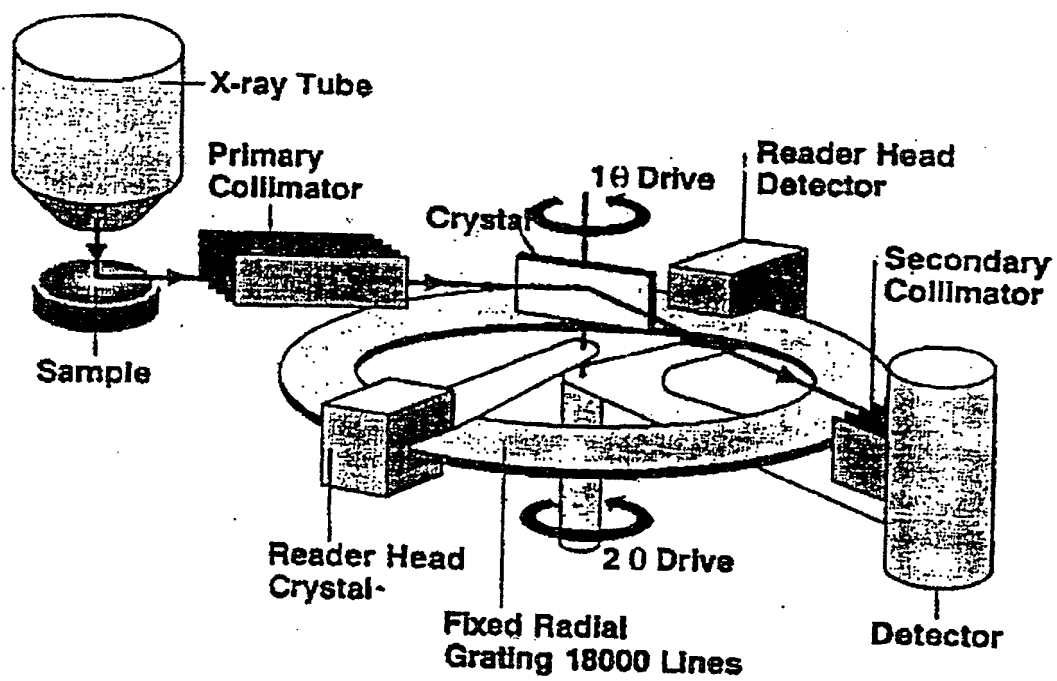 X-ray Tube
Primary
Collimator
1θ Drive
Reader Head
Detector
Crystal
Secondary
Collimator
Sample
Reader Head
Crystal
2θ Drive
Fixed Radial
Grating 18000 Lines
Detector